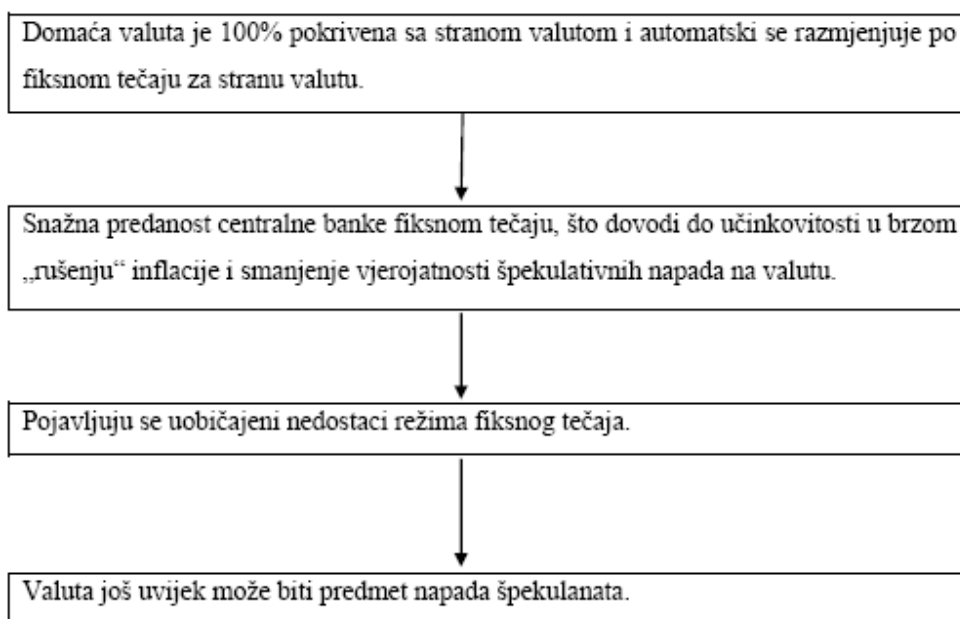 Domaća valuta je 100% pokrivena sa stranom valutom i automatski se razmjenjuje po
fiksnom tečaju za stranu valutu.
Snažna predanost centralne banke fiksnom tečaju, što dovodi do učinkovitosti u brzom
„rušenju“ inflacije i smanjenje vjerojatnosti špekulativnih napada na valutu.
Pojavljuju se uobičajeni nedostaci režima fiksnog tečaja.
Valuta još uvijek može biti predmet napada špekulanata.